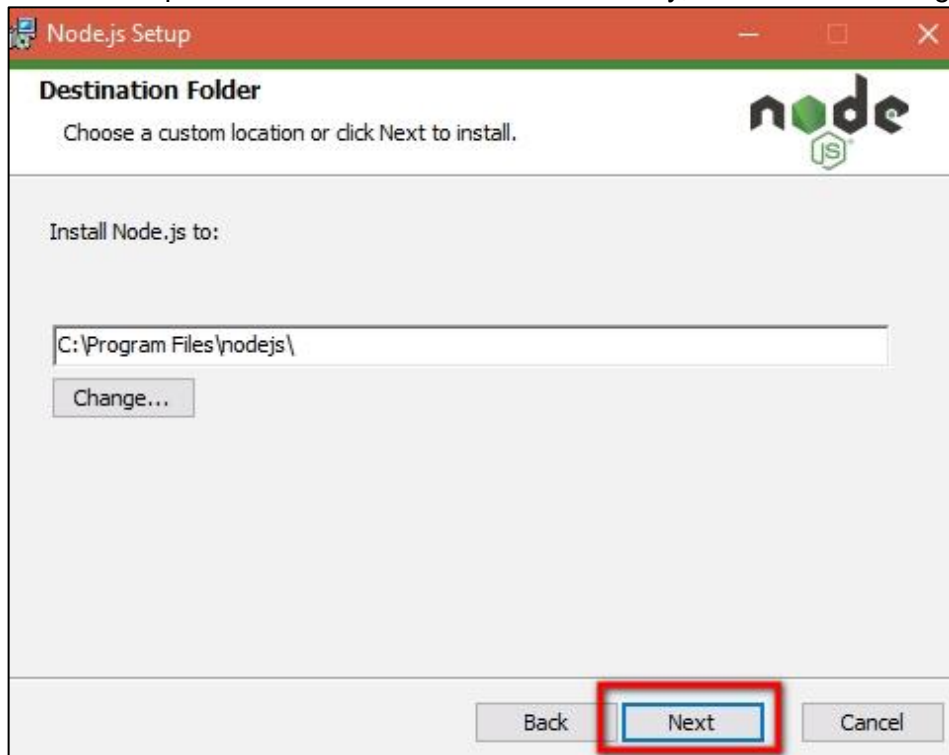 Node.js Setup
Destination Folder
Choose a custom location or click Next to install.
node
JS
Install Node.js to:
C:\Program Files\nodejs\
Change...
Back Next Cancel